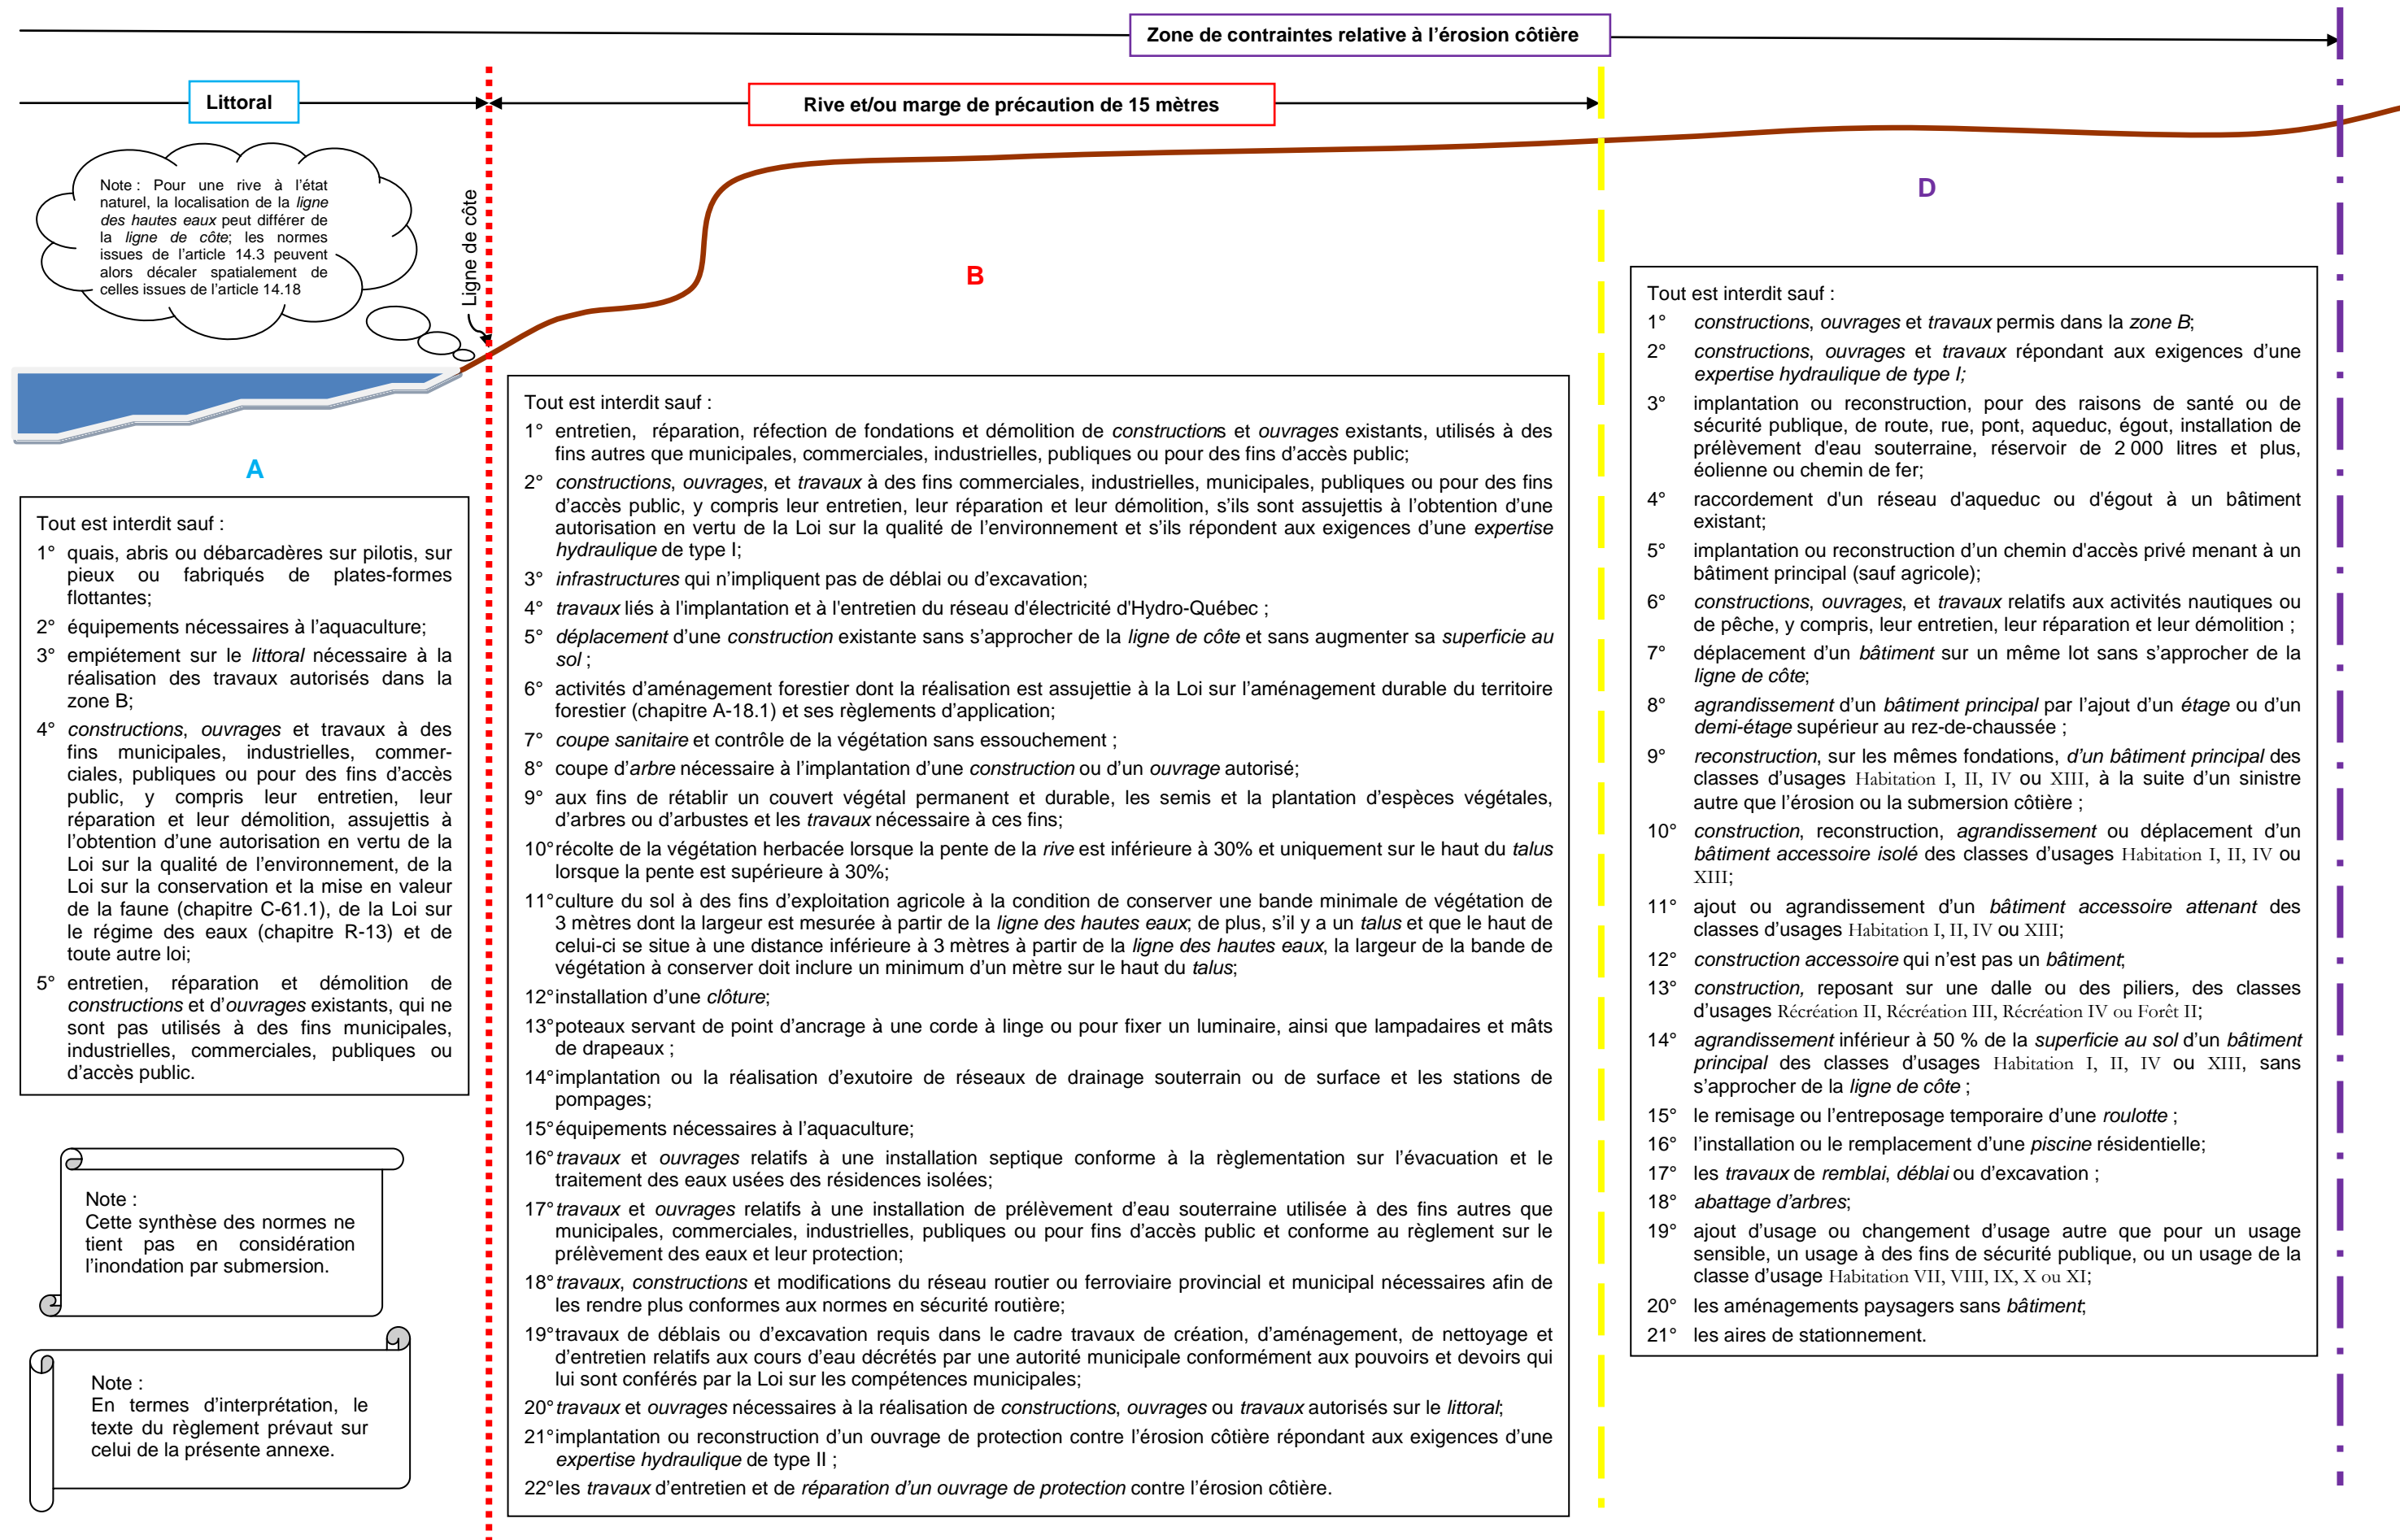 Zone de contraintes relative à l’érosion côtière
Littoral
Rive et/ou marge de précaution de 15 mètres
Note : Pour une rive à l’état
naturel, la localisation de la ligne
des hautes eaux peut différer de
la ligne de côte; les normes
issues de l’article 14.3 peuvent
alors décaler spatialement de
celles issues de l’article 14.18
Ligne de côte
A
Tout est interdit sauf :
1° quais, abris ou débarcadères sur pilotis, sur
pieux ou fabriqués de plates-formes
flottantes;
2° équipements nécessaires à l’aquaculture;
3° empiétement sur le littoral nécessaire à la
réalisation des travaux autorisés dans la
zone B;
4° constructions, ouvrages et travaux à des
fins municipales, industrielles, commer-
ciales, publiques ou pour des fins d’accès
public, y compris leur entretien, leur
réparation et leur démolition, assujettis à
l’obtention d’une autorisation en vertu de la
Loi sur la qualité de l’environnement, de la
Loi sur la conservation et la mise en valeur
de la faune (chapitre C-61.1), de la Loi sur
le régime des eaux (chapitre R-13) et de
toute autre loi;
5° entretien, réparation et démolition de
constructions et d’ouvrages existants, qui ne
sont pas utilisés à des fins municipales,
industrielles, commerciales, publiques ou
d’accès public.
Note :
Cette synthèse des normes ne
tient pas en considération
l’inondation par submersion.
Note :
En termes d’interprétation, le
texte du règlement prévaut sur
celui de la présente annexe.
B
Tout est interdit sauf :
1° entretien, réparation, réfection de fondations et démolition de constructions et ouvrages existants, utilisés à des
fins autres que municipales, commerciales, industrielles, publiques ou pour des fins d’accès public;
2° constructions, ouvrages, et travaux à des fins commerciales, industrielles, municipales, publiques ou pour des fins
d’accès public, y compris leur entretien, leur réparation et leur démolition, s’ils sont assujettis à l’obtention d’une
autorisation en vertu de la Loi sur la qualité de l’environnement et s’ils répondent aux exigences d’une expertise
hydraulique de type I;
3° infrastructures qui n’impliquent pas de déblai ou d’excavation;
4° travaux liés à l'implantation et à l’entretien du réseau d'électricité d'Hydro-Québec ;
5° déplacement d’une construction existante sans s’approcher de la ligne de côte et sans augmenter sa superficie au
sol ;
6° activités d’aménagement forestier dont la réalisation est assujettie à la Loi sur l’aménagement durable du territoire
forestier (chapitre A-18.1) et ses règlements d’application;
7° coupe sanitaire et contrôle de la végétation sans essouchement ;
8° coupe d’arbre nécessaire à l’implantation d’une construction ou d’un ouvrage autorisé;
9° aux fins de rétablir un couvert végétal permanent et durable, les semis et la plantation d’espèces végétales,
d’arbres ou d’arbustes et les travaux nécessaire à ces fins;
10° récolte de la végétation herbacée lorsque la pente de la rive est inférieure à 30% et uniquement sur le haut du talus
lorsque la pente est supérieure à 30%;
11° culture du sol à des fins d’exploitation agricole à la condition de conserver une bande minimale de végétation de
3 mètres dont la largeur est mesurée à partir de la ligne des hautes eaux; de plus, s’il y a un talus et que le haut de
celui-ci se situe à une distance inférieure à 3 mètres à partir de la ligne des hautes eaux, la largeur de la bande de
végétation à conserver doit inclure un minimum d’un mètre sur le haut du talus;
12° installation d’une clôture;
13° poteaux servant de point d’ancrage à une corde à linge ou pour fixer un luminaire, ainsi que lampadaires et mâts
de drapeaux ;
14° implantation ou la réalisation d’exutoire de réseaux de drainage souterrain ou de surface et les stations de
pompages;
15° équipements nécessaires à l’aquaculture;
16° travaux et ouvrages relatifs à une installation septique conforme à la règlementation sur l’évacuation et le
traitement des eaux usées des résidences isolées;
17° travaux et ouvrages relatifs à une installation de prélèvement d’eau souterraine utilisée à des fins autres que
municipales, commerciales, industrielles, publiques ou pour fins d’accès public et conforme au règlement sur le
prélèvement des eaux et leur protection;
18° travaux, constructions et modifications du réseau routier ou ferroviaire provincial et municipal nécessaires afin de
les rendre plus conformes aux normes en sécurité routière;
19° travaux de déblais ou d’excavation requis dans le cadre travaux de création, d’aménagement, de nettoyage et
d’entretien relatifs aux cours d’eau décrétés par une autorité municipale conformément aux pouvoirs et devoirs qui
lui sont conférés par la Loi sur les compétences municipales;
20° travaux et ouvrages nécessaires à la réalisation de constructions, ouvrages ou travaux autorisés sur le littoral;
21° implantation ou reconstruction d’un ouvrage de protection contre l’érosion côtière répondant aux exigences d’une
expertise hydraulique de type II ;
22° les travaux d’entretien et de réparation d’un ouvrage de protection contre l’érosion côtière.
D
Tout est interdit sauf :
1° constructions, ouvrages et travaux permis dans la zone B;
2° constructions, ouvrages et travaux répondant aux exigences d’une
expertise hydraulique de type I;
3° implantation ou reconstruction, pour des raisons de santé ou de
sécurité publique, de route, rue, pont, aqueduc, égout, installation de
prélèvement d'eau souterraine, réservoir de 2 000 litres et plus,
éolienne ou chemin de fer;
4° raccordement d'un réseau d'aqueduc ou d'égout à un bâtiment
existant;
5° implantation ou reconstruction d’un chemin d'accès privé menant à un
bâtiment principal (sauf agricole);
6° constructions, ouvrages, et travaux relatifs aux activités nautiques ou
de pêche, y compris, leur entretien, leur réparation et leur démolition ;
7° déplacement d’un bâtiment sur un même lot sans s’approcher de la
ligne de côte;
8° agrandissement d’un bâtiment principal par l’ajout d’un étage ou d’un
demi-étage supérieur au rez-de-chaussée ;
9° reconstruction, sur les mêmes fondations, d’un bâtiment principal des
classes d’usages Habitation I, II, IV ou XIII, à la suite d’un sinistre
autre que l’érosion ou la submersion côtière ;
10° construction, reconstruction, agrandissement ou déplacement d’un
bâtiment accessoire isolé des classes d’usages Habitation I, II, IV ou
XIII;
11° ajout ou agrandissement d’un bâtiment accessoire attenant des
classes d’usages Habitation I, II, IV ou XIII;
12° construction accessoire qui n’est pas un bâtiment;
13° construction, reposant sur une dalle ou des piliers, des classes
d’usages Récréation II, Récréation III, Récréation IV ou Forêt II;
14° agrandissement inférieur à 50 % de la superficie au sol d’un bâtiment
principal des classes d’usages Habitation I, II, IV ou XIII, sans
s’approcher de la ligne de côte ;
15° le remisage ou l’entreposage temporaire d’une roulotte ;
16° l’installation ou le remplacement d’une piscine résidentielle;
17° les travaux de remblai, déblai ou d’excavation ;
18° abattage d’arbres;
19° ajout d’usage ou changement d’usage autre que pour un usage
sensible, un usage à des fins de sécurité publique, ou un usage de la
classe d’usage Habitation VII, VIII, IX, X ou XI;
20° les aménagements paysagers sans bâtiment;
21° les aires de stationnement.